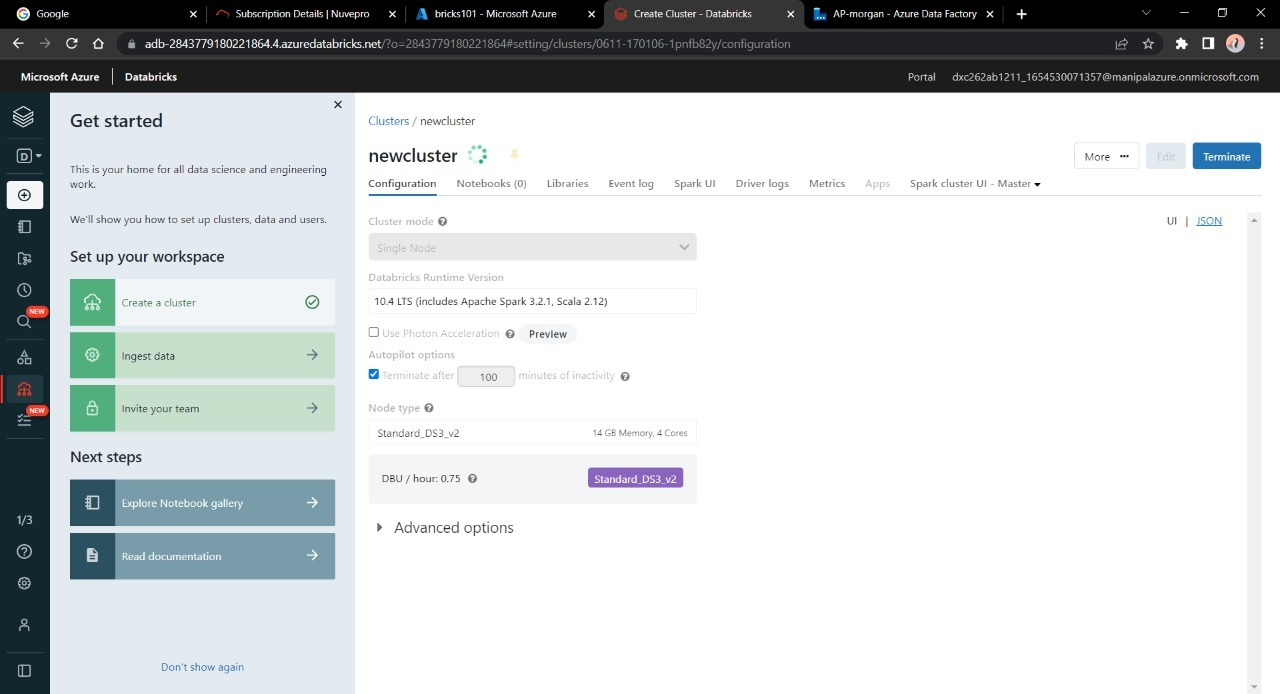 Google
Subscription Details | Nuvepro
bricks101 - Microsoft Azure
Create Cluster - Databricks
AP-morgan - Azure Data Factory
adb-2843779180221864.4.azuredatabricks.net/?o=2843779180221864#setting/clusters/0611-170106-1pnfb82y/configuration
Microsoft Azure
Databricks
Portal
dxc262ab1211_1654530071357@manipalazure.onmicrosoft.com
D
NEW
NEW
1/3
Get started
This is your home for all data science and engineering
work.
We'll show you how to set up clusters, data and users.
Set up your workspace
Create a cluster
Ingest data
Invite your team
Next steps
Explore Notebook gallery
Read documentation
Don't show again
Clusters / newcluster
newcluster
More
Edit
Terminate
Configuration Notebooks (0) Libraries Event log Spark UI Driver logs Metrics Apps Spark cluster UI - Master
UI | JSON
Cluster mode
Single Node
Databricks Runtime Version
10.4 LTS (includes Apache Spark 3.2.1, Scala 2.12)
Use Photon Acceleration Preview
Autopilot options
Terminate after 100 minutes of inactivity
Node type
Standard_DS3_v2 14 GB Memory, 4 Cores
DBU / hour: 0.75 Standard_DS3_v2
Advanced options